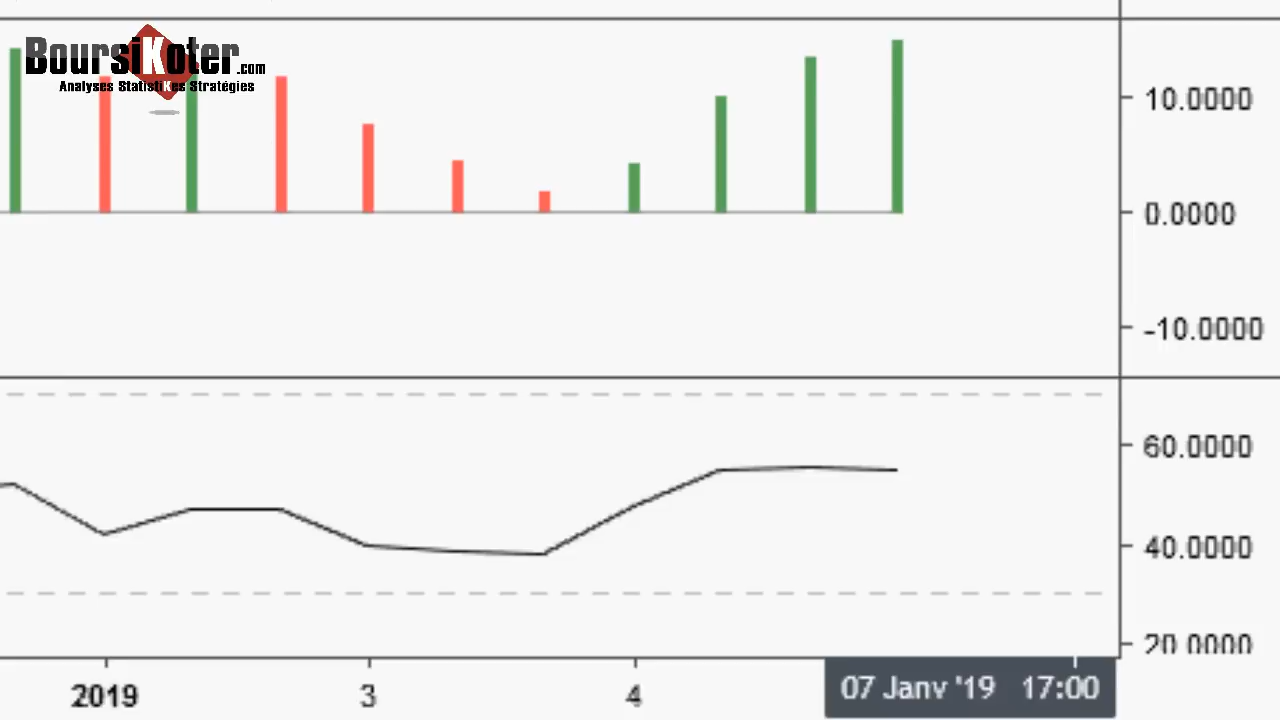 BoursiKoter.com
Analyses StatistiKes Stratégies
10.0000
0.0000
-10.0000
60.0000
40.0000
20.0000
2019 3 4 07 Janv '19 17:00